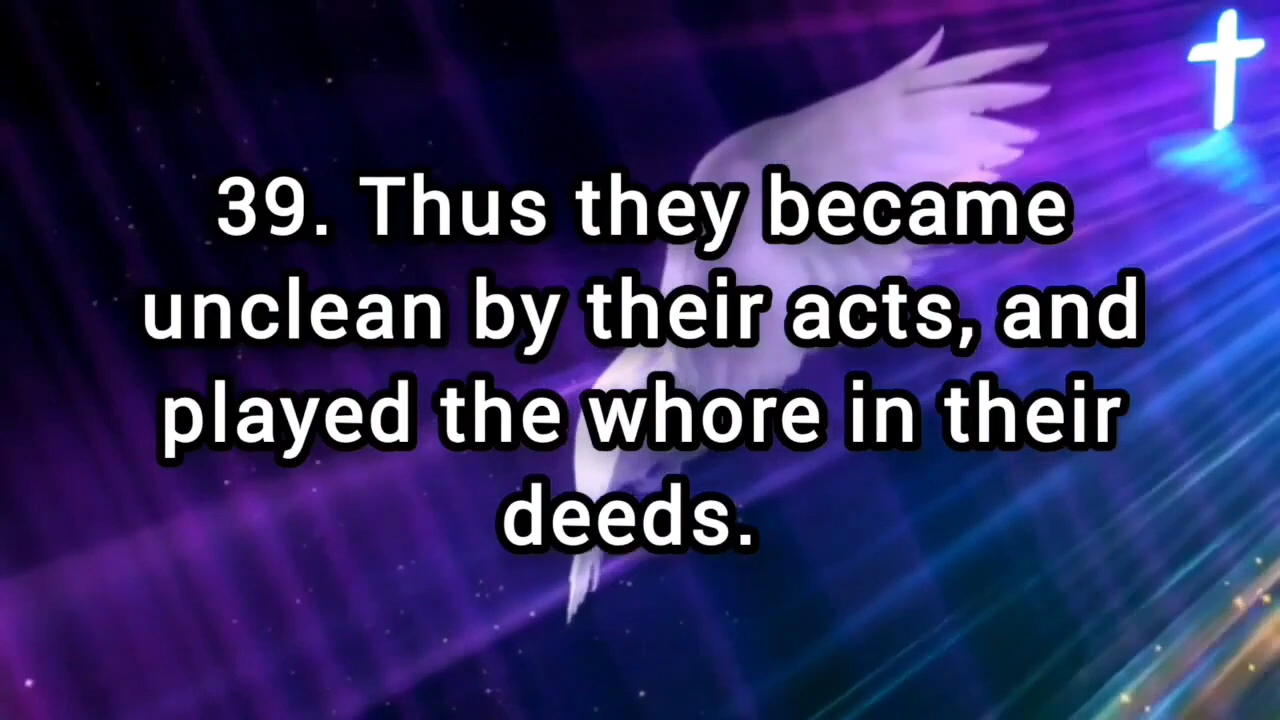 39. Thus they became
unclean by their acts, and
played the whore in their
deeds.